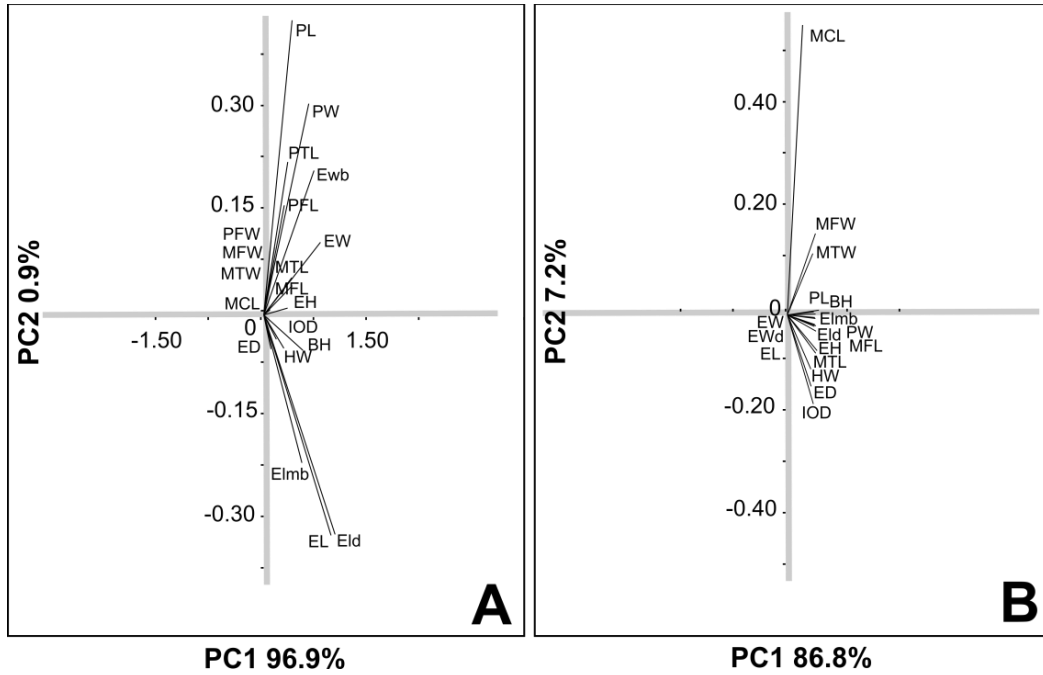 PL
PW
0.30
PTL
Ewb
0.15
PFL
PFW
EW
MFW
MTL
MTW
MFL
MCL
EH
0
IOD
-1.50
1.50
ED
BH
HW
-0.15
Elmb
-0.30
EL
Eld
PC2 0.9%
A
PC1 96.9%
MCL
0.40
0.20
MFW
MTW
PL
BH
0
EW
Elmb
EWd
Eld
PW
EL
EH
MFL
MTL
HW
ED
-0.20
IOD
-0.40
PC2 7.2%
B
PC1 86.8%